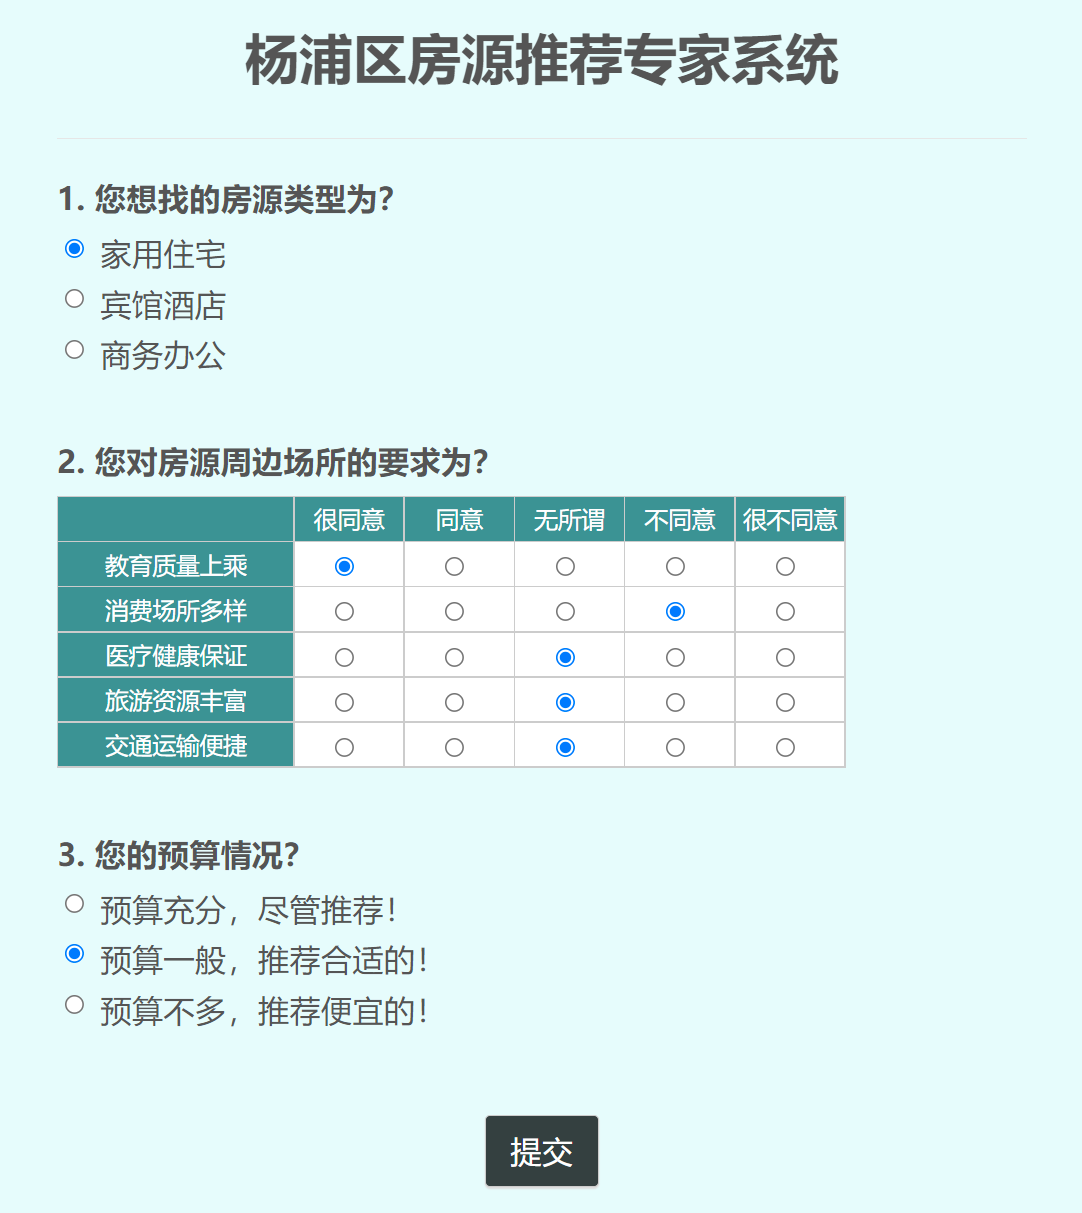 杨浦区房源推荐专家系统
1. 您想找的房源类型为?
家用住宅
宾馆酒店
商务办公
2. 您对房源周边场所的要求为?
很同意 同意 无所谓 不同意 很不同意
教育质量上乘
消费场所多样
医疗健康保证
旅游资源丰富
交通运输便捷
3. 您的预算情况?
预算充分，尽管推荐！
预算一般，推荐合适的！
预算不多，推荐便宜的！
提交